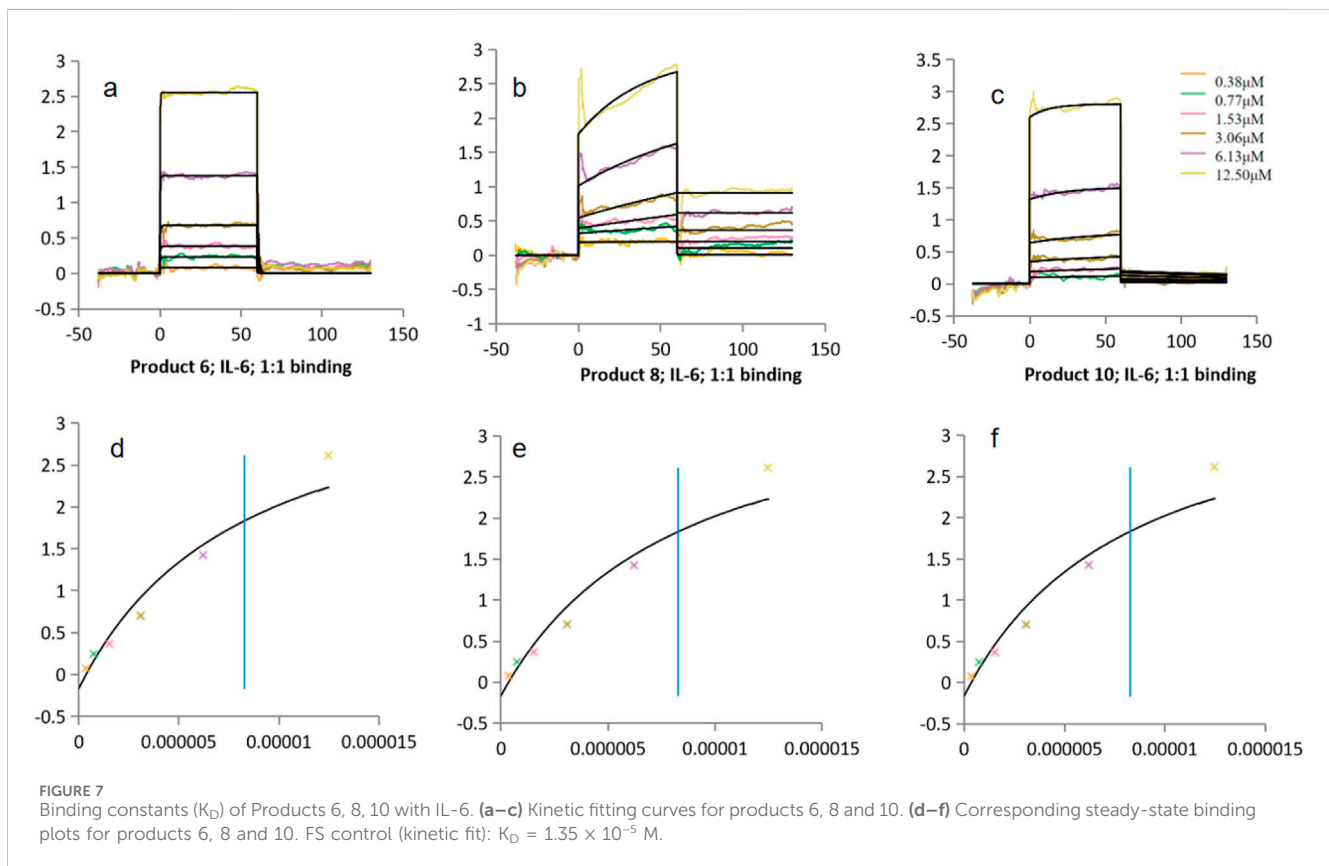 a
3
2.5
2
1.5
1
0.5
0
-0.5
-50 0 50 100 150
Product 6; IL-6; 1:1 binding
b
3
2.5
2
1.5
1
0.5
0
-0.5
-1
-50 0 50 100 150
Product 8; IL-6; 1:1 binding
c
3.5
3
2.5
2
1.5
1
0.5
0
-0.5
-50 0 50 100 150
Product 10; IL-6; 1:1 binding
0.38μM
0.77μM
1.53μM
3.06μM
6.13μM
12.50μM
d
3
2.5
2
1.5
1
0.5
0
-0.5
0 0.000005 0.00001 0.000015
e
3
2.5
2
1.5
1
0.5
0
-0.5
0 0.000005 0.00001 0.000015
f
3
2.5
2
1.5
1
0.5
0
-0.5
0 0.000005 0.00001 0.000015
FIGURE 7
Binding constants (K_D) of Products 6, 8, 10 with IL-6. (a–c) Kinetic fitting curves for products 6, 8 and 10. (d–f) Corresponding steady-state binding
plots for products 6, 8 and 10. FS control (kinetic fit): K_D = 1.35 × 10⁻⁵ M.